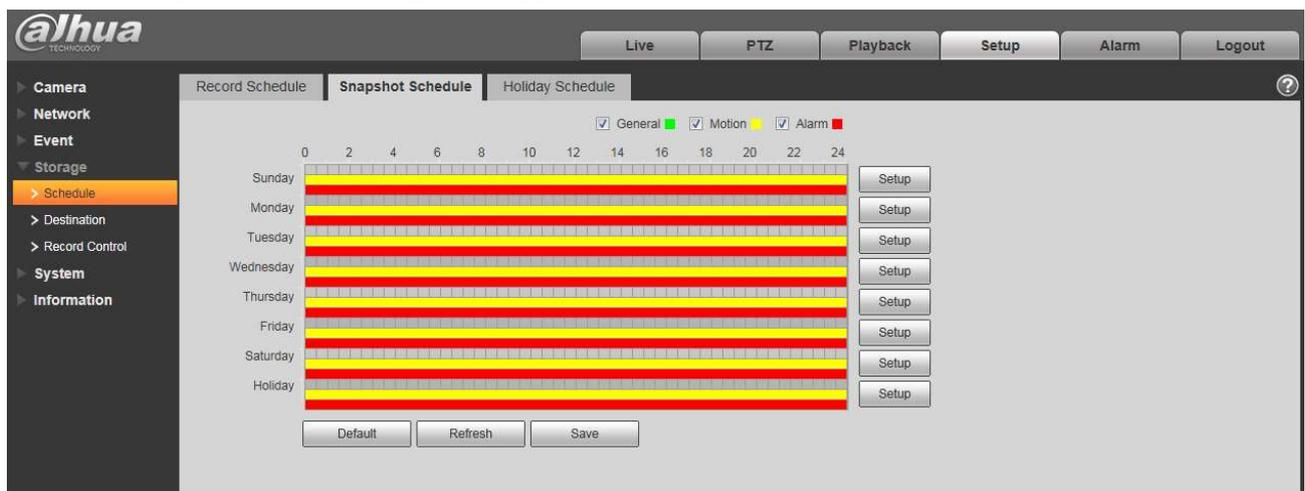 alhua
TECHNOLOGY
Live PTZ Playback Setup Alarm Logout
Camera
Network
Event
Storage
> Schedule
> Destination
> Record Control
System
Information
Record Schedule Snapshot Schedule Holiday Schedule ?
General Motion Alarm
0 2 4 6 8 10 12 14 16 18 20 22 24
Sunday Setup
Monday Setup
Tuesday Setup
Wednesday Setup
Thursday Setup
Friday Setup
Saturday Setup
Holiday Setup
Default Refresh Save